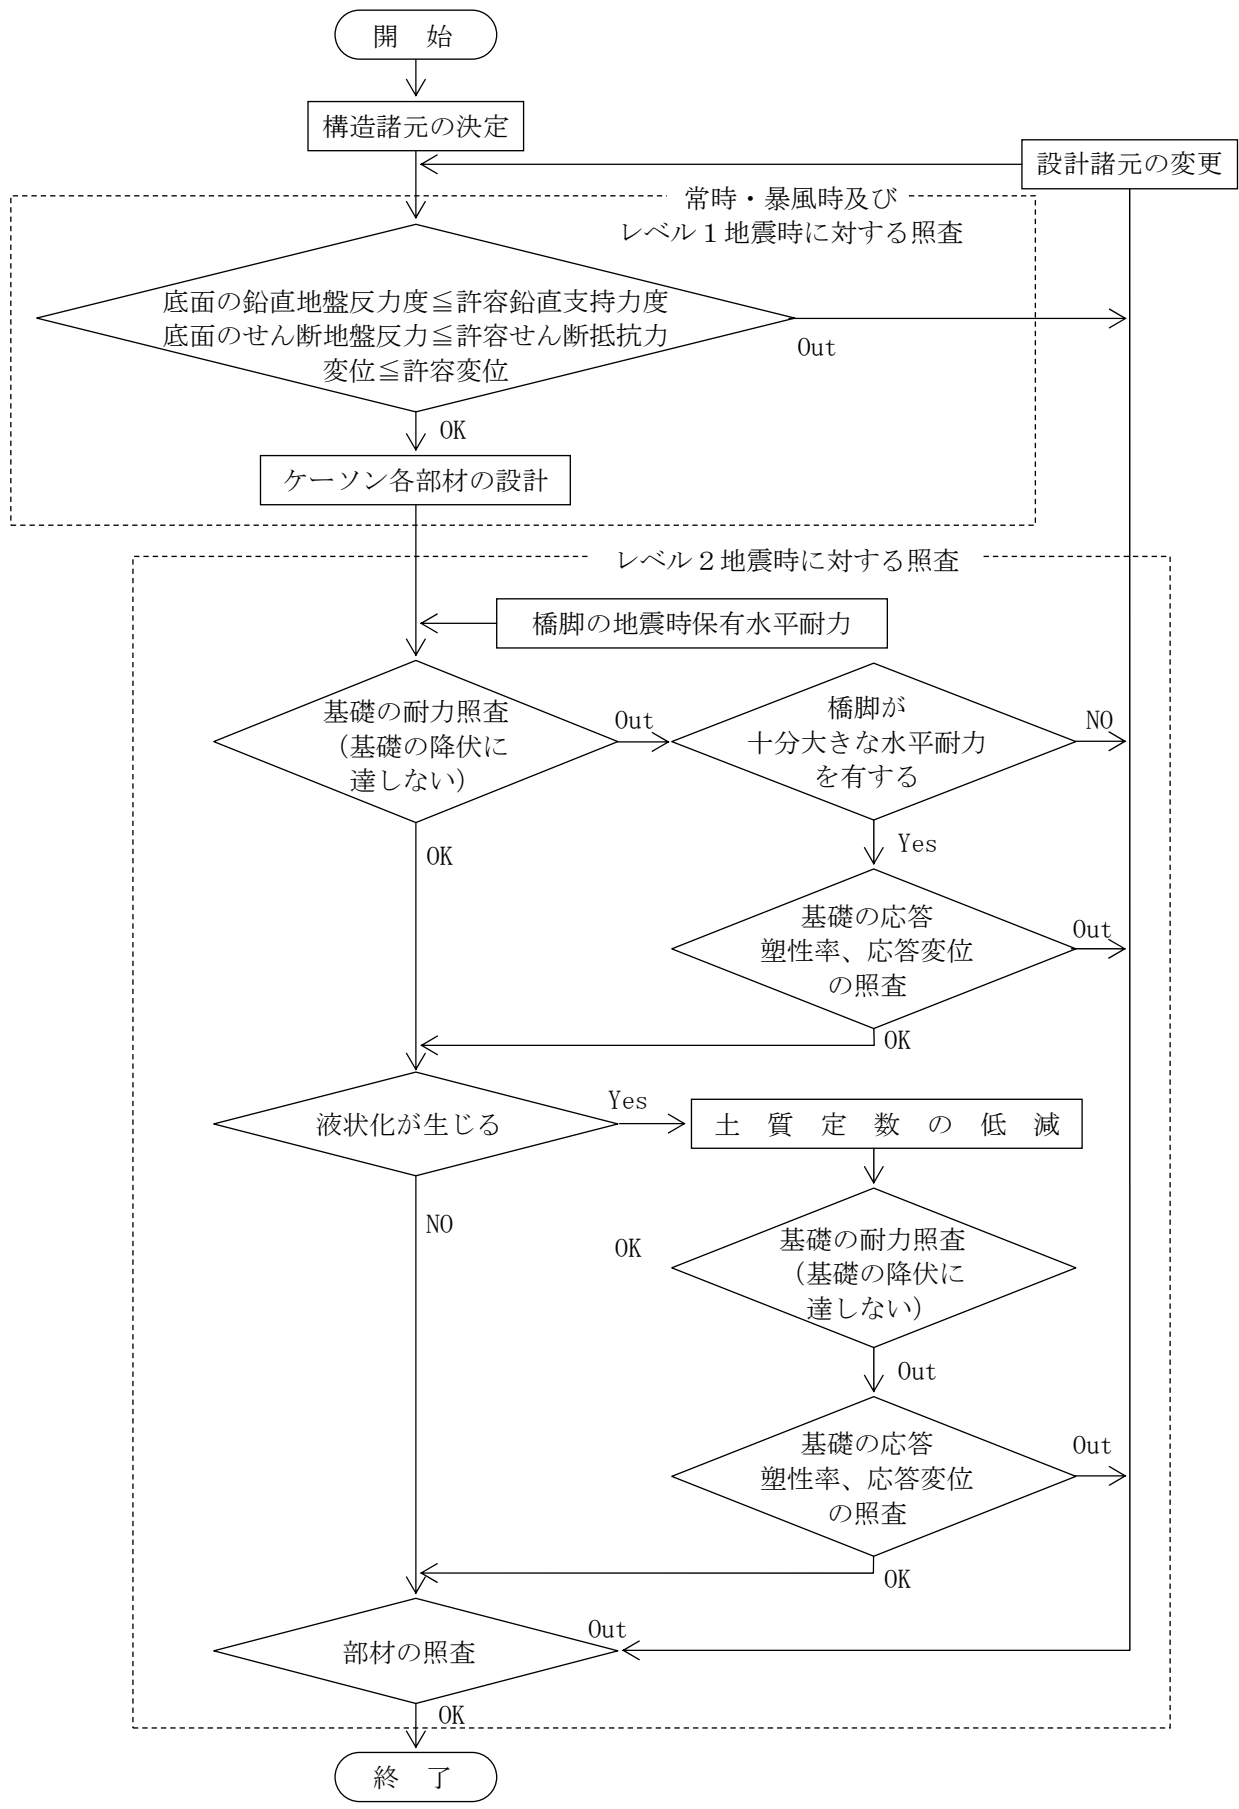 開　始
構造諸元の決定
設計諸元の変更
常時・暴風時及び
レベル１地震時に対する照査
底面の鉛直地盤反力度≦許容鉛直支持力度
底面のせん断地盤反力≦許容せん断抵抗力
変位≦許容変位
Out
OK
ケーソン各部材の設計
レベル２地震時に対する照査
橋脚の地震時保有水平耐力
基礎の耐力照査
（基礎の降伏に
達しない）
Out
橋脚が
十分大きな水平耐力
を有する
NO
OK
Yes
基礎の応答
塑性率、応答変位
の照査
Out
OK
液状化が生じる
Yes
土　質　定　数　の　低　減
NO
OK
基礎の耐力照査
（基礎の降伏に
達しない）
Out
基礎の応答
塑性率、応答変位
の照査
Out
OK
部材の照査
Out
OK
終　了